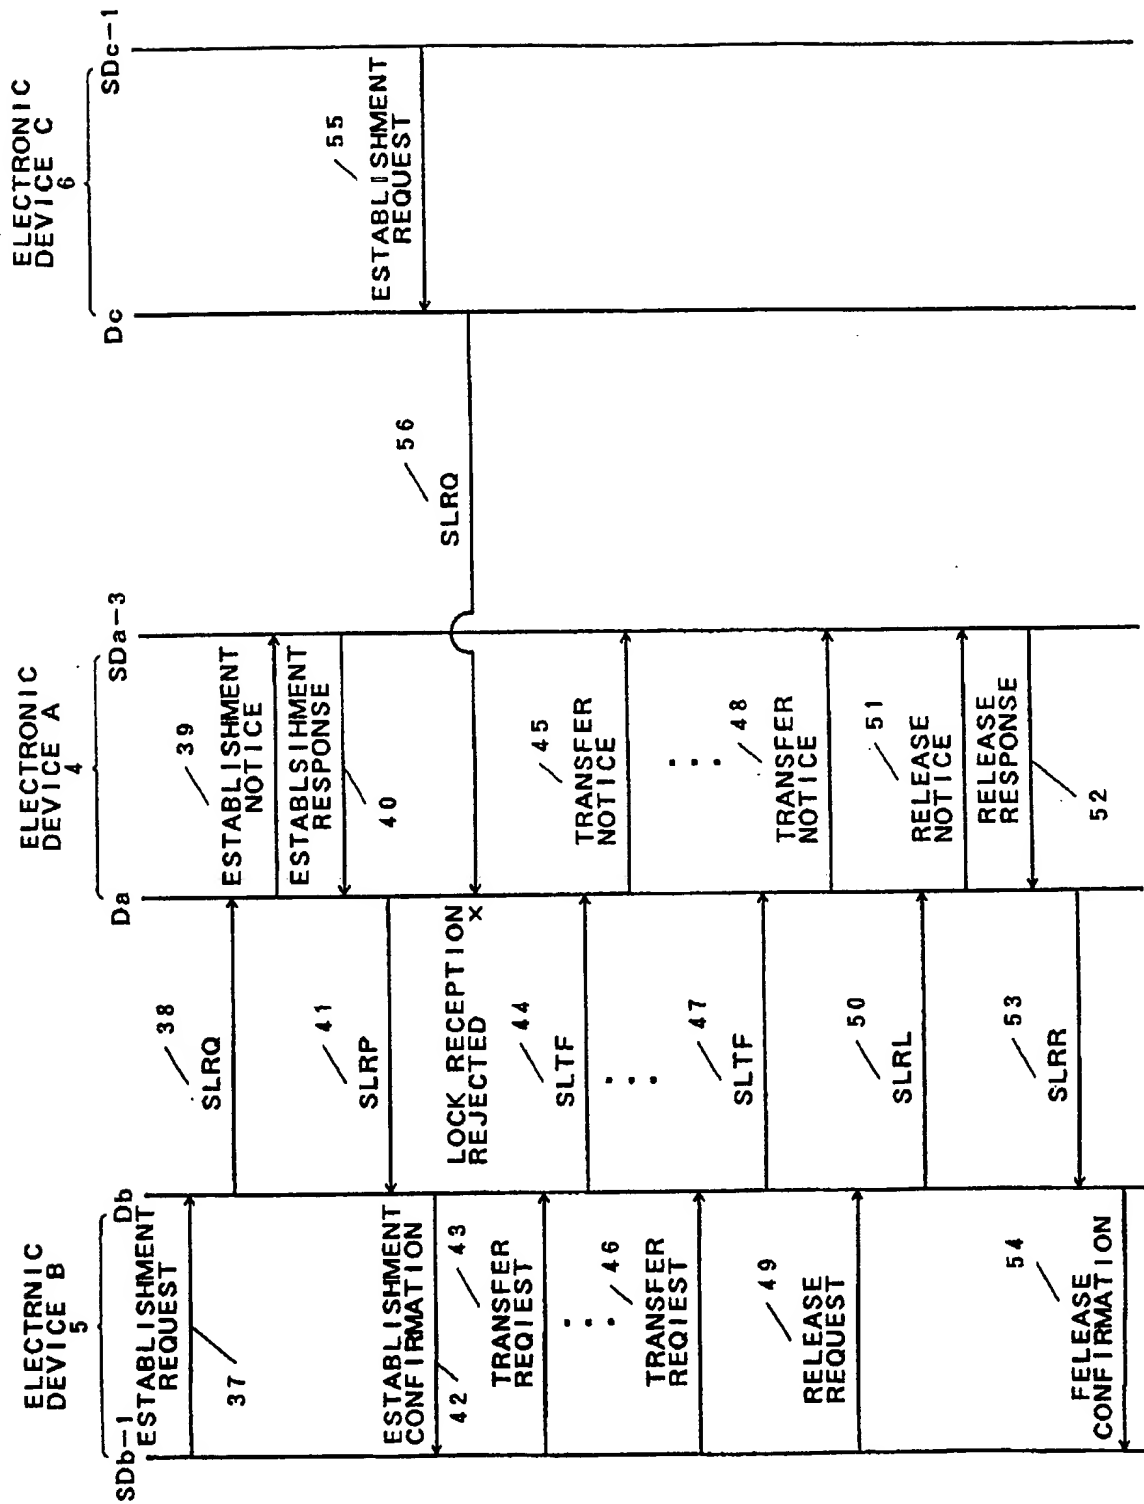 ELECTRNIC
DEVICE B
5
ELECTRONIC
DEVICE A
4
ELECTRONIC
DEVICE C
6
SDb-1
Db
Da
SDa-3
Dc
SDc-1
ESTABLISHMENT
REQUEST
37
38
SLRQ
39
ESTABLISHMENT
NOTICE
ESTABLSIHMENT
RESPONSE
40
41
SLRP
ESTABLISHMENT
CONFIRMATION
42
55
ESTABLISHMENT
REQUEST
56
SLRQ
LOCK RECEPTION
REJECTED
×
43
TRANSFER
REQIEST
44
SLTF
45
TRANSFER
NOTICE
...
...
...
46
TRANSFER
REQIEST
47
SLTF
48
TRANSFER
NOTICE
49
RELEASE
REQUEST
50
SLRL
51
RELEASE
NOTICE
RELEASE
RESPONSE
52
53
SLRR
54
FELEASE
CONFIRMATION